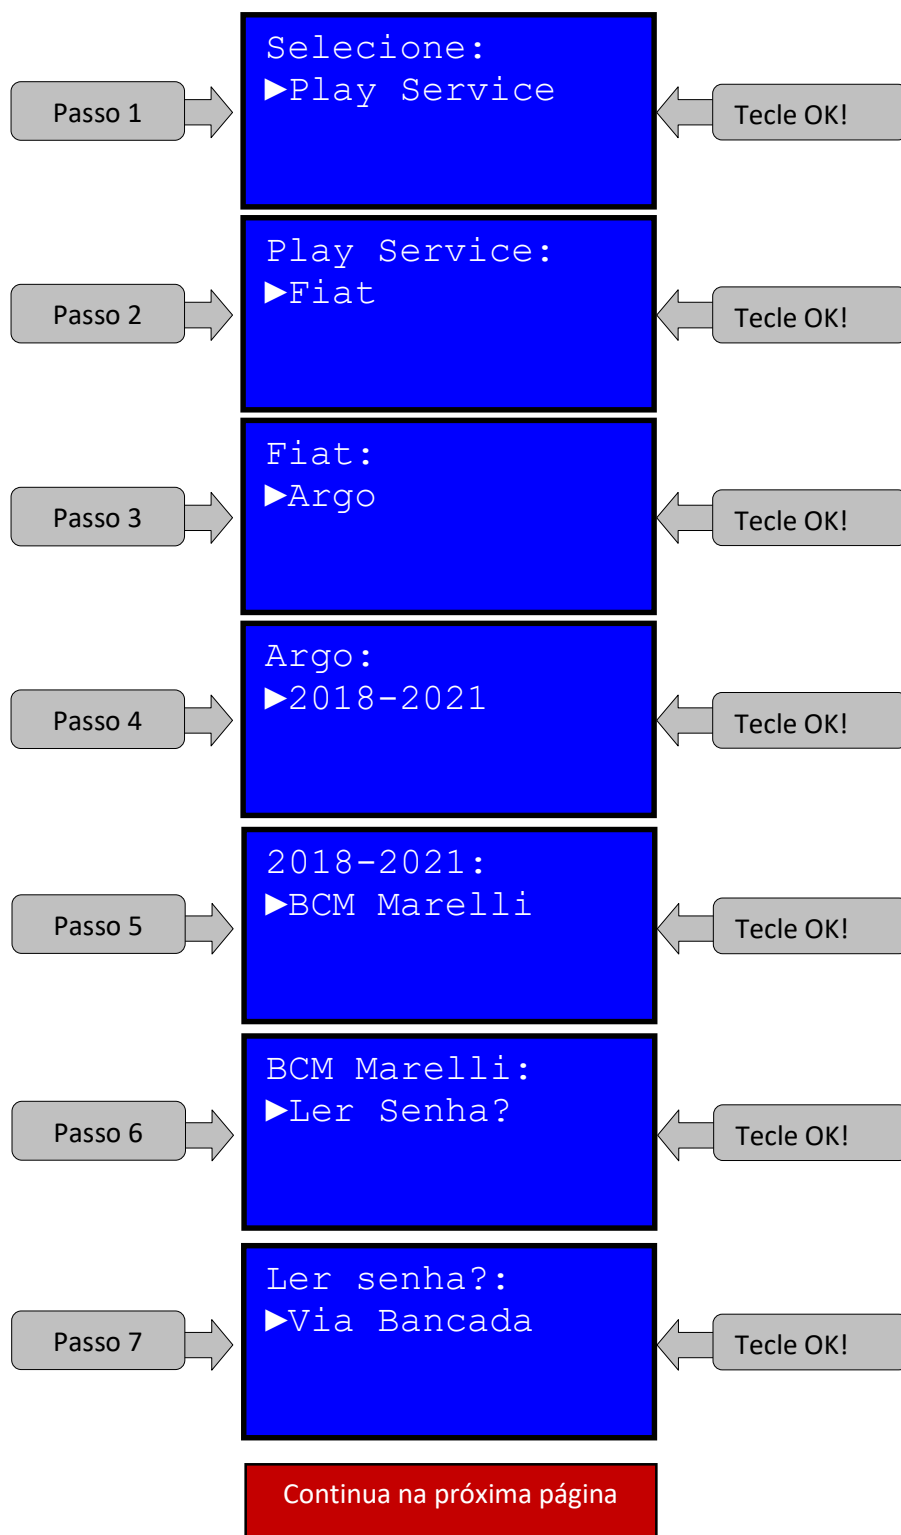 Selecione:
►Play Service
Passo 1
Tecle OK!
Play Service:
►Fiat
Passo 2
Tecle OK!
Fiat:
►Argo
Passo 3
Tecle OK!
Argo:
►2018-2021
Passo 4
Tecle OK!
2018-2021:
►BCM Marelli
Passo 5
Tecle OK!
BCM Marelli:
►Ler Senha?
Passo 6
Tecle OK!
Ler senha?:
►Via Bancada
Passo 7
Tecle OK!
Continua na próxima página